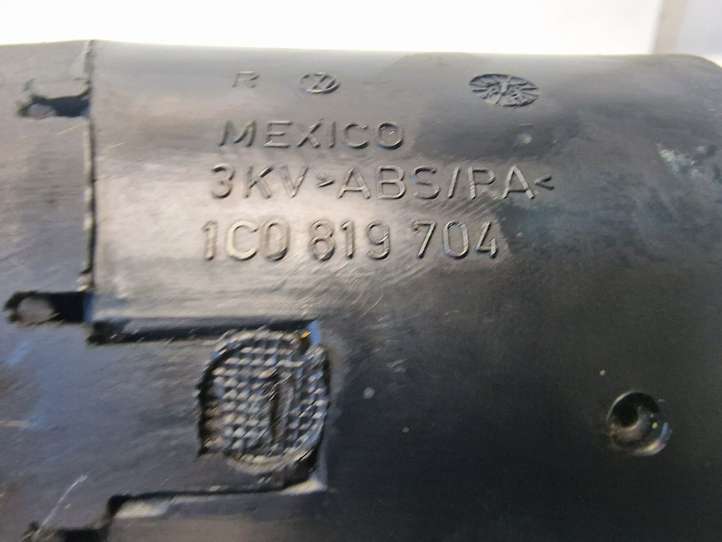 R
MEXICO
3KV >ABS/PA<
1C0 819 704